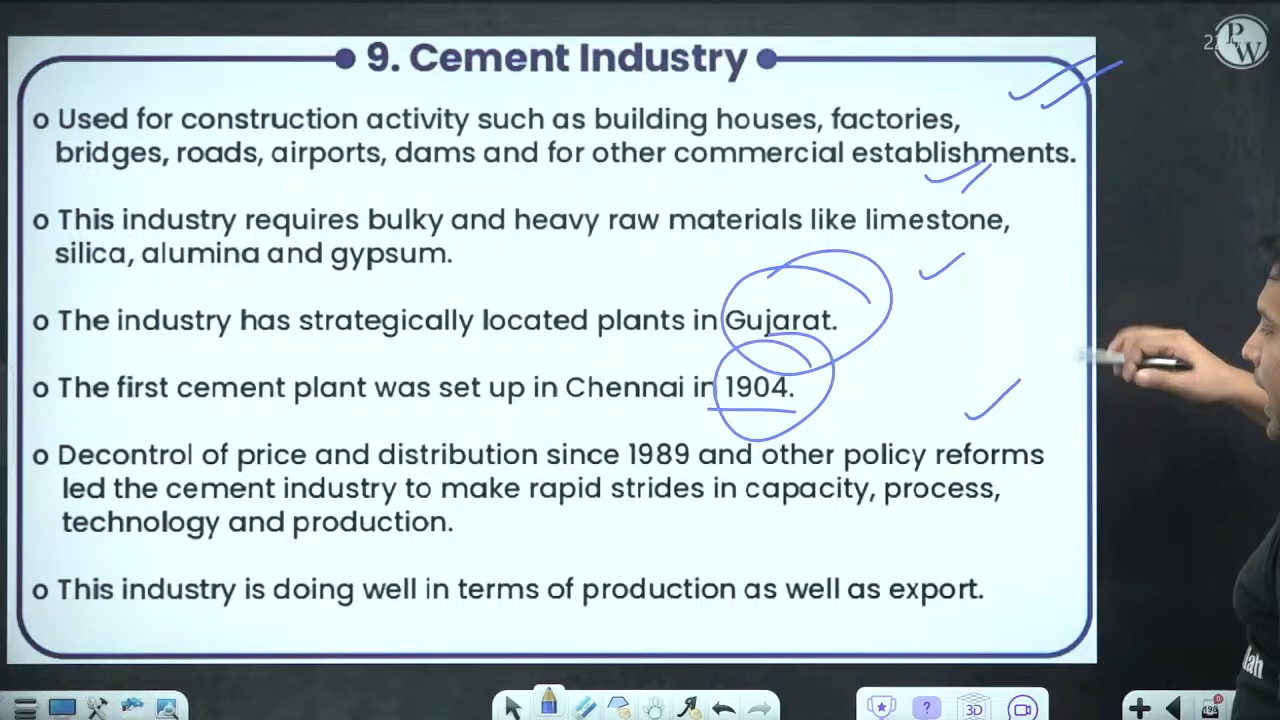 9. Cement Industry
o Used for construction activity such as building houses, factories,
bridges, roads, airports, dams and for other commercial establishments.
o This industry requires bulky and heavy raw materials like limestone,
silica, alumina and gypsum.
o The industry has strategically located plants in Gujarat.
o The first cement plant was set up in Chennai in 1904.
o Decontrol of price and distribution since 1989 and other policy reforms
led the cement industry to make rapid strides in capacity, process,
technology and production.
o This industry is doing well in terms of production as well as export.
PW
?
3D
198
lah